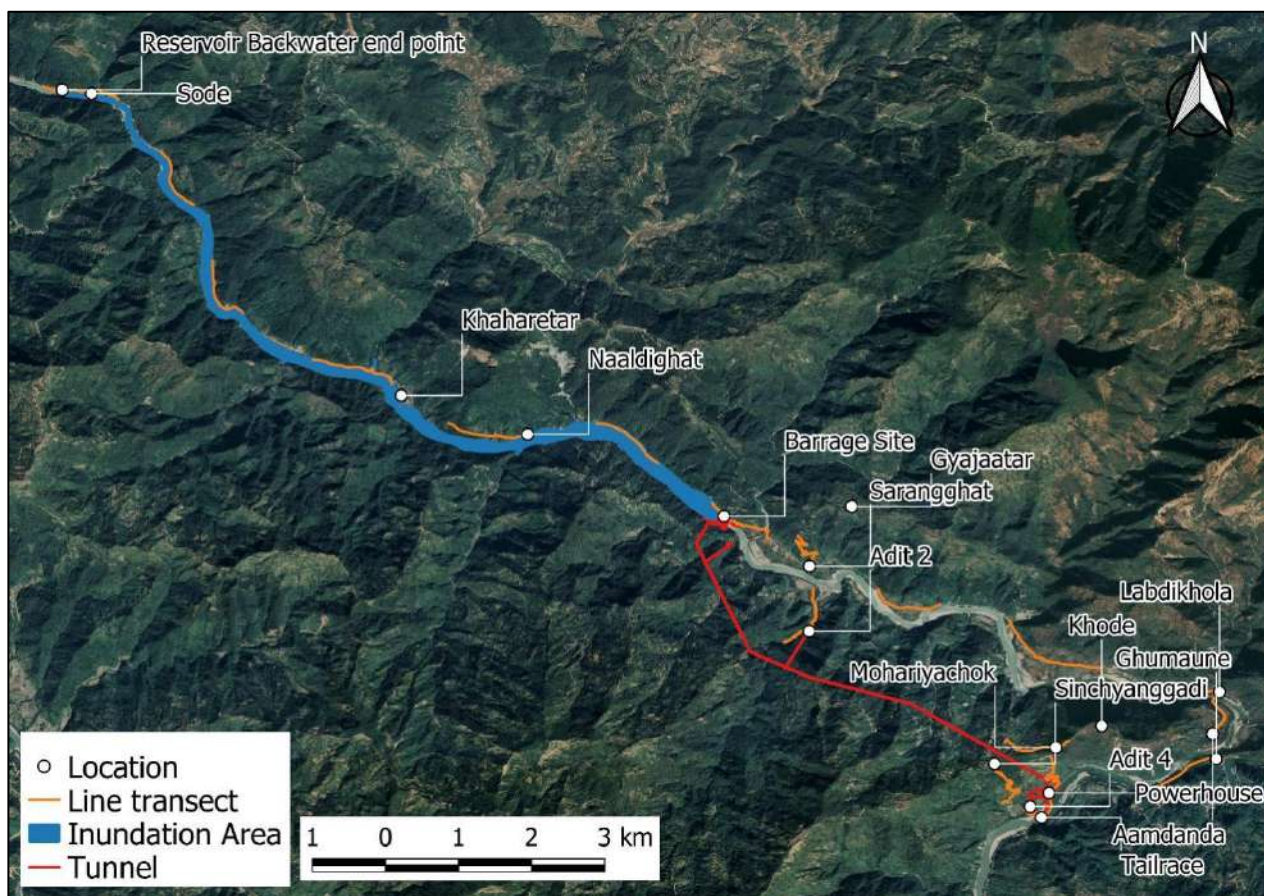 Reservoir Backwater end point
N
Sode
Khaharetar
Naaldighat
Barrage Site
Gyajaatar
Sarangghat
Adit 2
Labdikhola
Khode
Ghumaune
Mohariyachok
Sinchyanggadi
Adit 4
Powerhouse
Aamdanda
Tailrace
Location
Line transect
Inundation Area
Tunnel
1 0 1 2 3 km